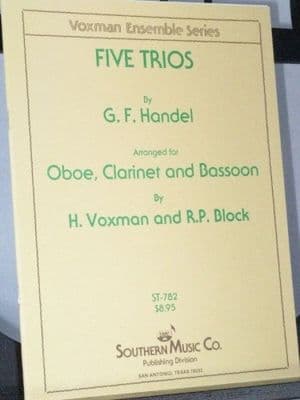 Voxman Ensemble Series
FIVE TRIOS
By
G. F. Handel
Arranged for
Oboe, Clarinet and Bassoon
By
H. Voxman and R.P. Block
ST-782
$8.95
SOUTHERN MUSIC CO.
Publishing Division
SAN ANTONIO, TEXAS 78292